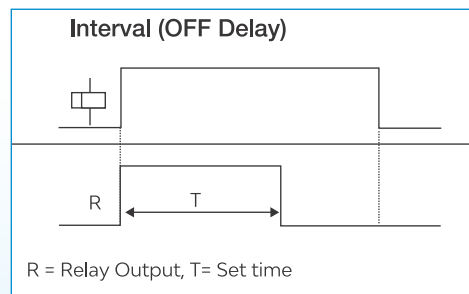 Interval (OFF Delay)
R
T
R = Relay Output, T= Set time